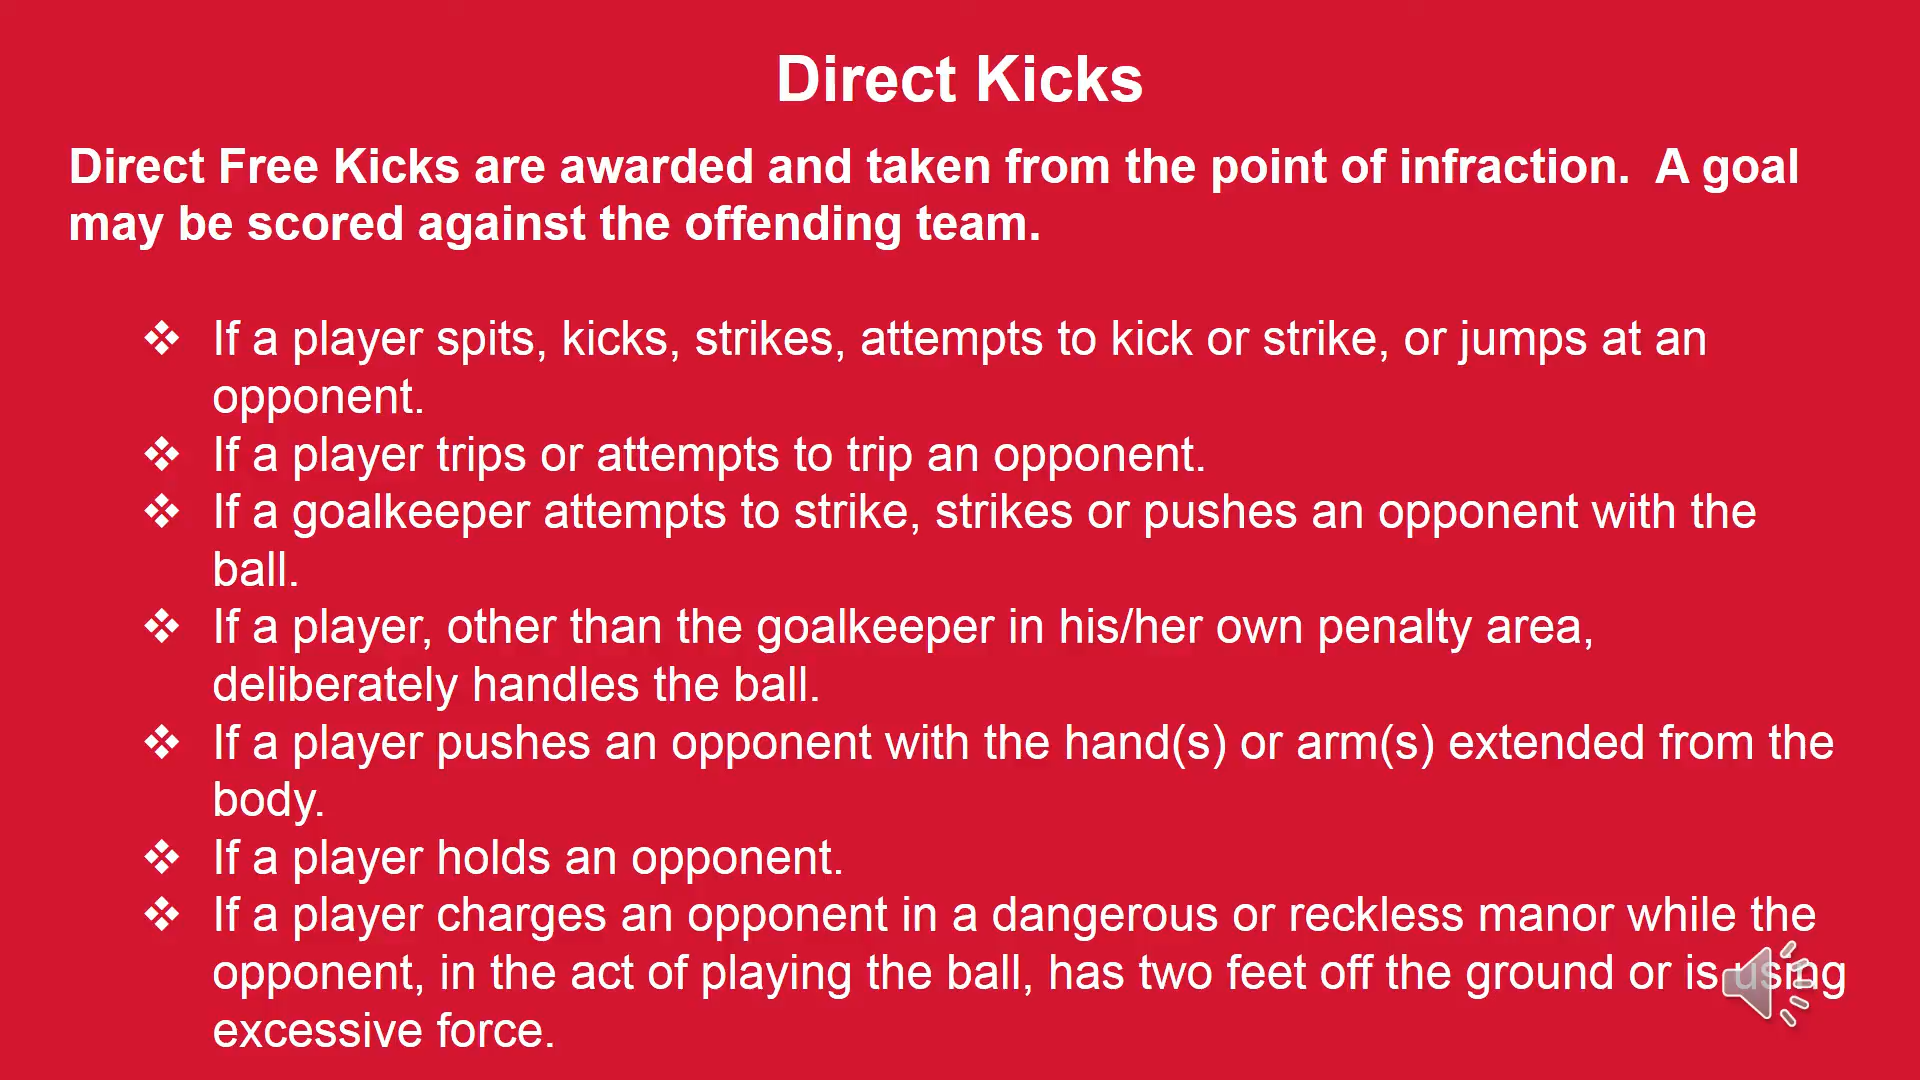 Direct Kicks
Direct Free Kicks are awarded and taken from the point of infraction.  A goal
may be scored against the offending team.
❖ If a player spits, kicks, strikes, attempts to kick or strike, or jumps at an
opponent.
❖ If a player trips or attempts to trip an opponent.
❖ If a goalkeeper attempts to strike, strikes or pushes an opponent with the
ball.
❖ If a player, other than the goalkeeper in his/her own penalty area,
deliberately handles the ball.
❖ If a player pushes an opponent with the hand(s) or arm(s) extended from the
body.
❖ If a player holds an opponent.
❖ If a player charges an opponent in a dangerous or reckless manor while the
opponent, in the act of playing the ball, has two feet off the ground or is using
excessive force.